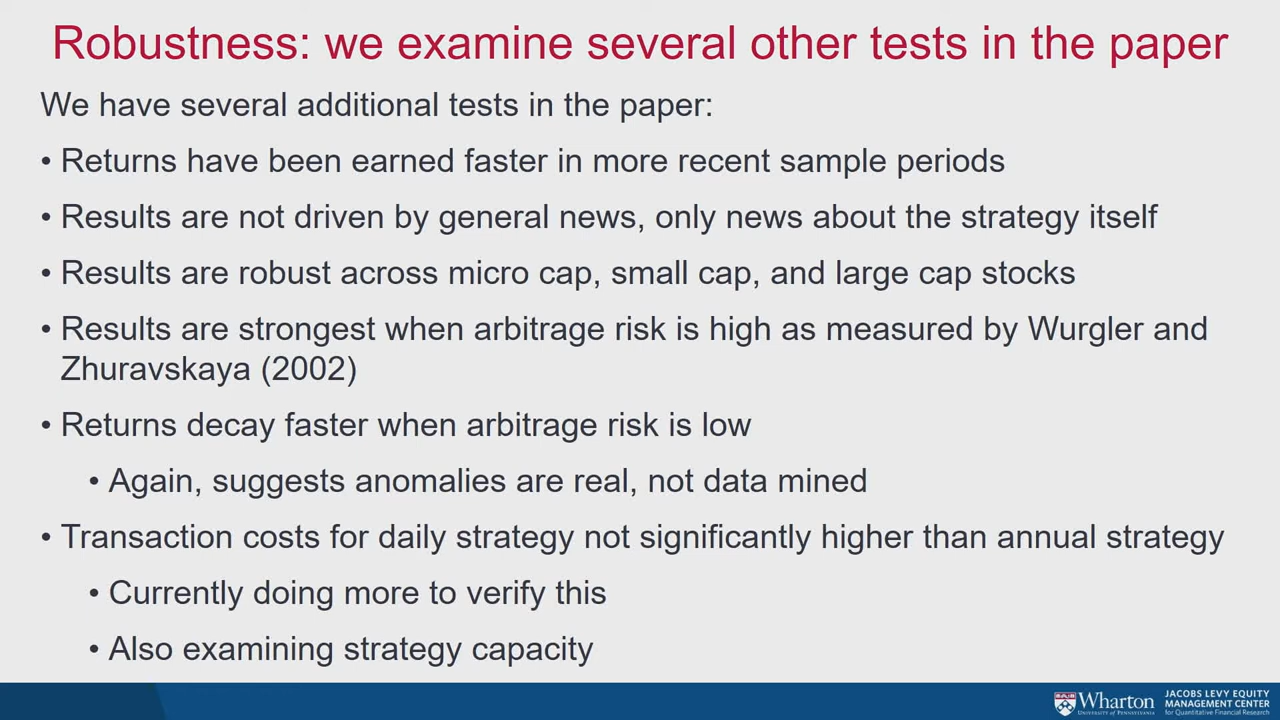 Robustness: we examine several other tests in the paper
We have several additional tests in the paper:
• Returns have been earned faster in more recent sample periods
• Results are not driven by general news, only news about the strategy itself
• Results are robust across micro cap, small cap, and large cap stocks
• Results are strongest when arbitrage risk is high as measured by Wurgler and
Zhuravskaya (2002)
• Returns decay faster when arbitrage risk is low
• Again, suggests anomalies are real, not data mined
• Transaction costs for daily strategy not significantly higher than annual strategy
• Currently doing more to verify this
• Also examining strategy capacity
Wharton
UNIVERSITY of PENNSYLVANIA
JACOBS LEVY EQUITY
MANAGEMENT CENTER
for Quantitative Financial Research